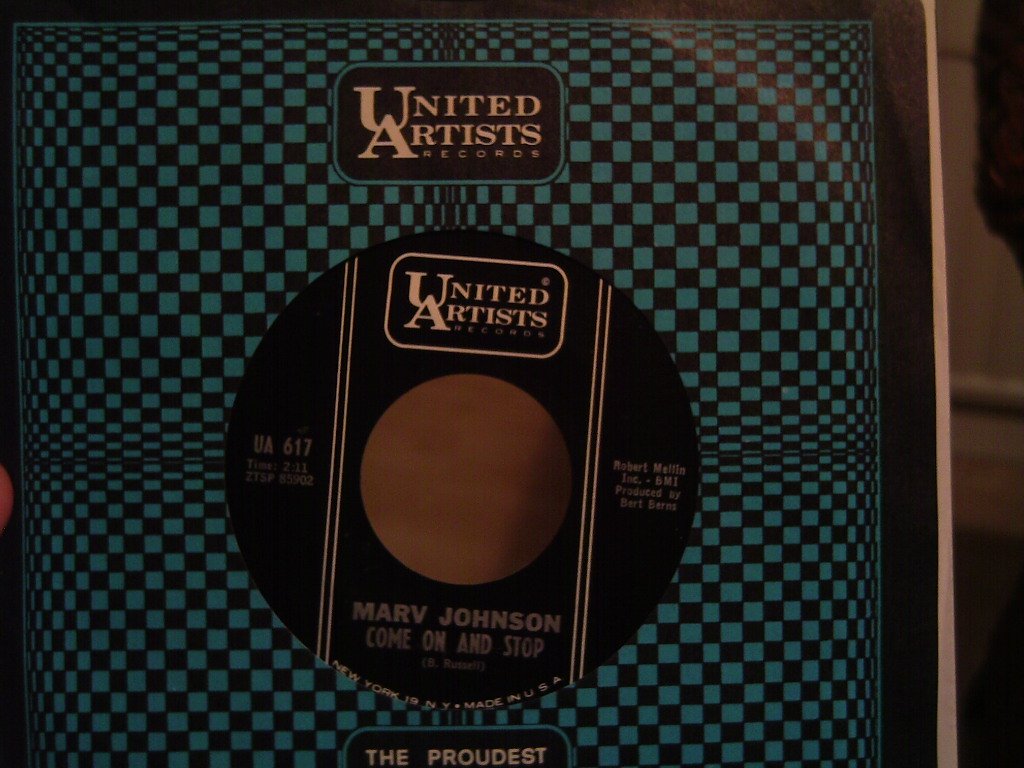 UNITED
ARTISTS
RECORDS
UNITED ©
ARTISTS
RECORDS
UA 617
Time: 2:11
ZTSP 85902
Robert Mellin
Inc. - BMI
Produced by
Bert Berns
MARV JOHNSON
COME ON AND STOP
(B. Russell)
NEW YORK 19, N.Y. • MADE IN U S A
THE PROUDEST